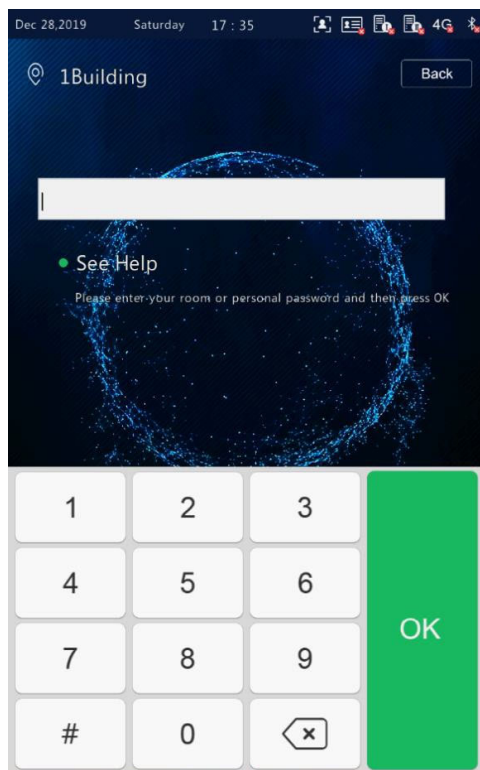 Dec 28,2019 Saturday 17 : 35 4G
1Building Back
See Help
Please enter your room or personal password and then press OK
1 2 3
4 5 6
OK
7 8 9
# 0